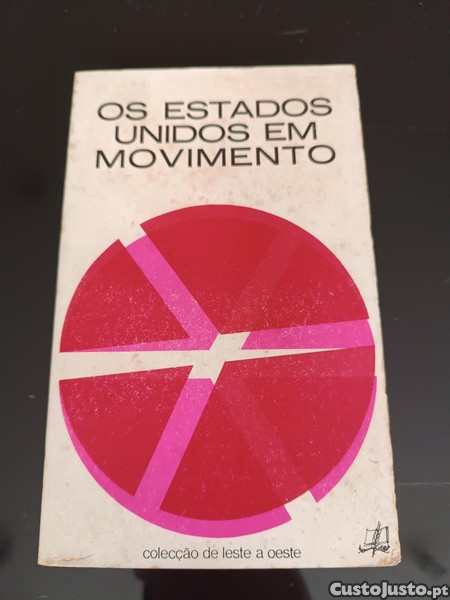 OS ESTADOS
UNIDOS EM
MOVIMENTO
colecção de leste a oeste
CustoJusto.pt